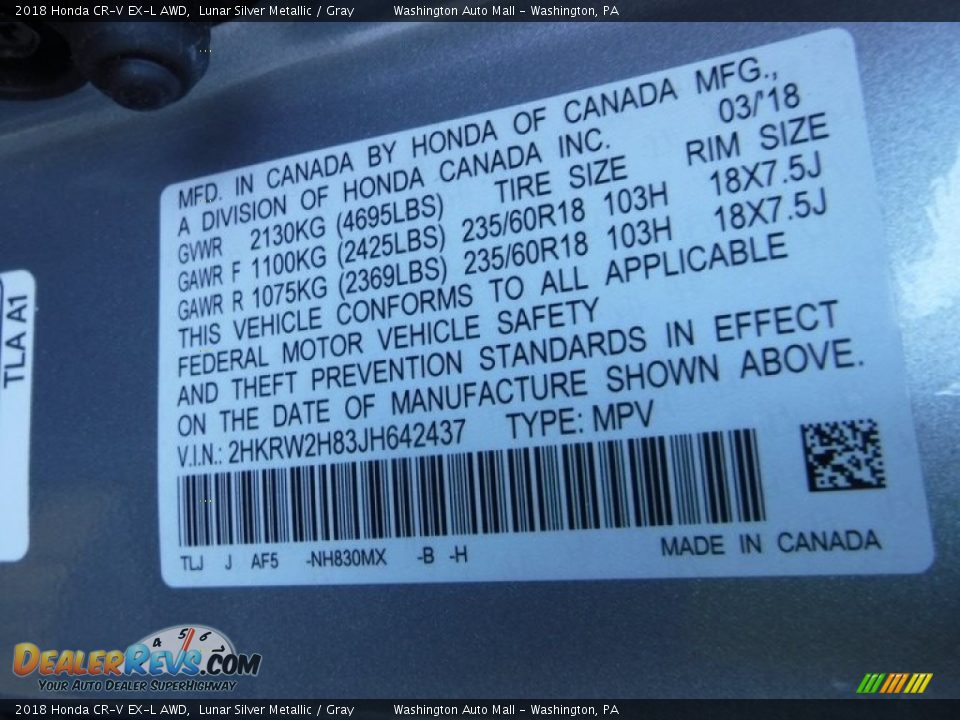 2018 Honda CR-V EX-L AWD, Lunar Silver Metallic / Gray Washington Auto Mall - Washington, PA
MFD. IN CANADA BY HONDA OF CANADA MFG.,
A DIVISION OF HONDA CANADA INC. 03/'18
GVWR 2130KG (4695LBS) TIRE SIZE RIM SIZE
GAWR F 1100KG (2425LBS) 235/60R18 103H 18X7.5J
GAWR R 1075KG (2369LBS) 235/60R18 103H 18X7.5J
THIS VEHICLE CONFORMS TO ALL APPLICABLE
FEDERAL MOTOR VEHICLE SAFETY
AND THEFT PREVENTION STANDARDS IN EFFECT
ON THE DATE OF MANUFACTURE SHOWN ABOVE.
V.I.N.: 2HKRW2H83JH642437 TYPE: MPV
TLJ J AF5 -NH830MX -B -H MADE IN CANADA
TLA A1
4 5 6
DEALERREVS.COM
YOUR AUTO DEALER SUPERHIGHWAY
2018 Honda CR-V EX-L AWD, Lunar Silver Metallic / Gray Washington Auto Mall - Washington, PA